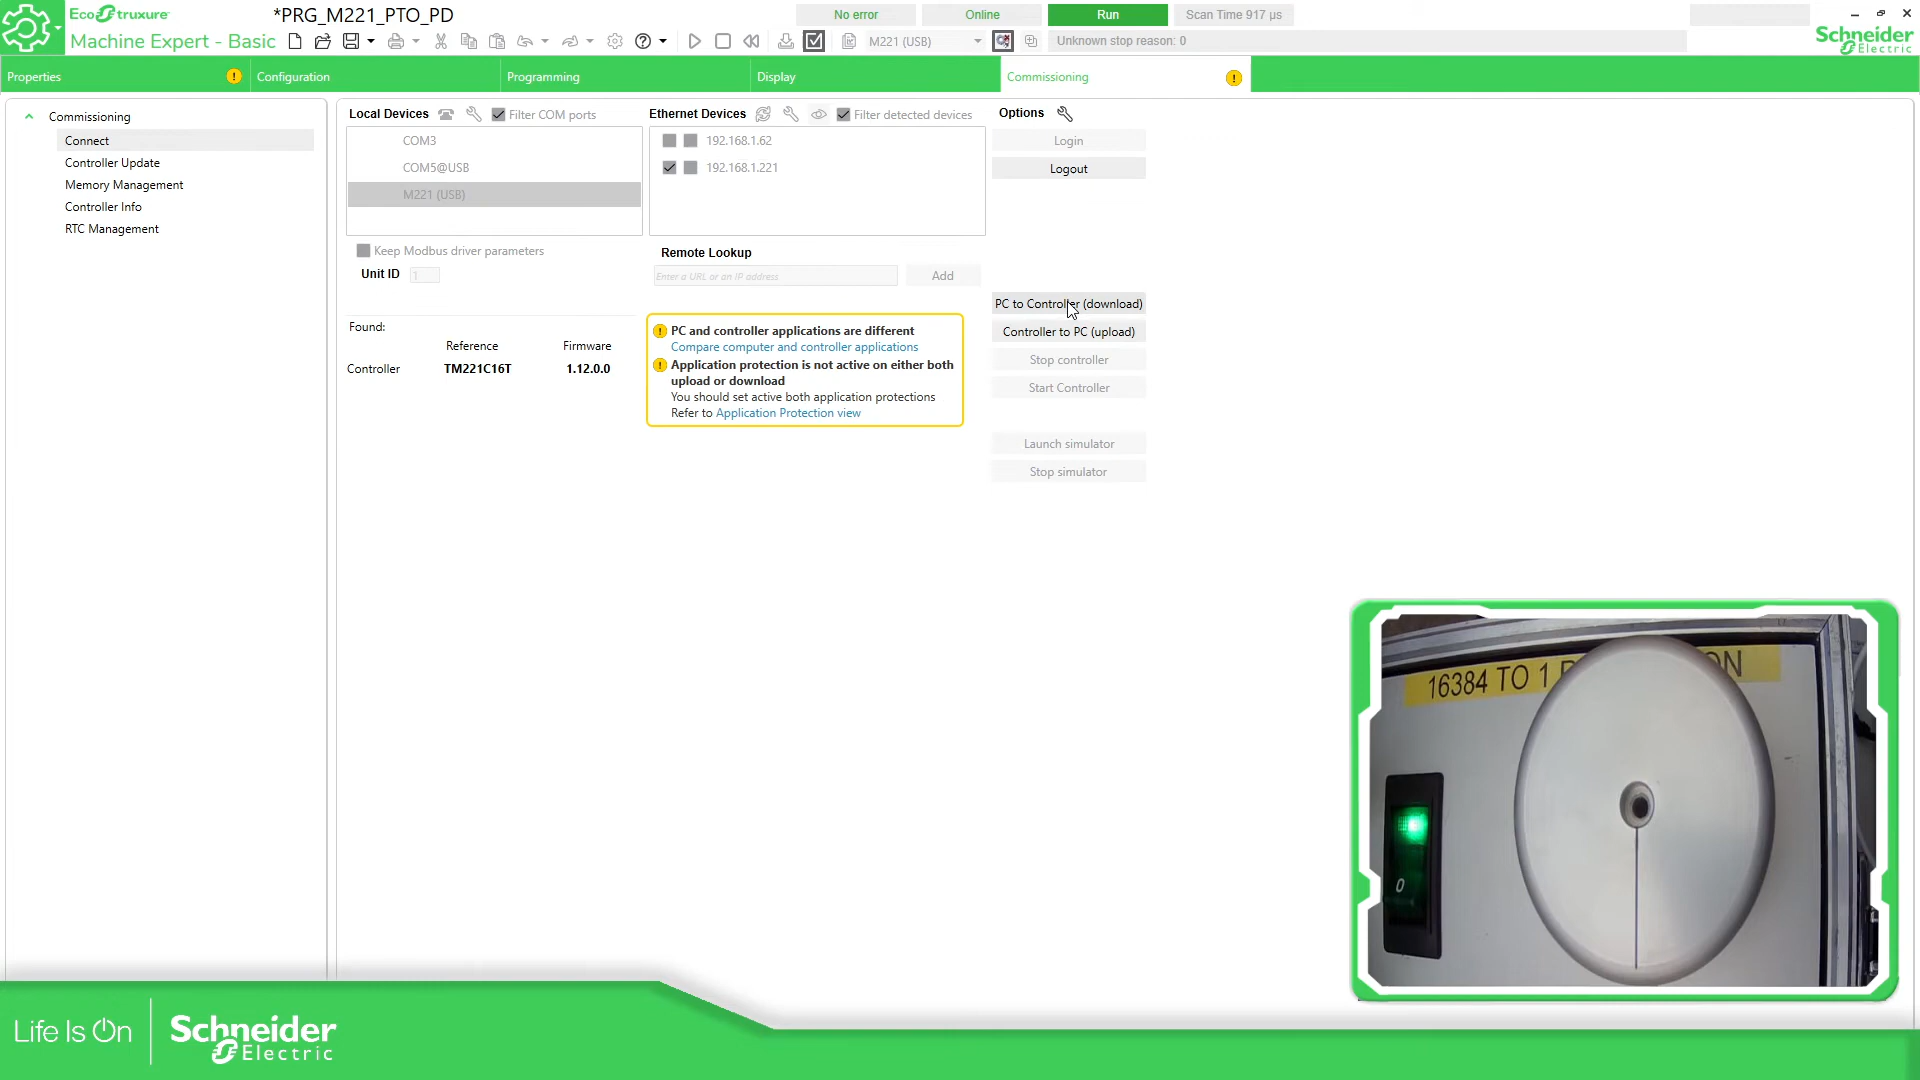 EcoStruxure
Machine Expert - Basic
*PRG_M221_PTO_PD
No error
Online
Run
Scan Time 917 µs
M221 (USB)
Unknown stop reason: 0
Schneider
Electric
Properties
Configuration
Programming
Display
Commissioning
Commissioning
Connect
Controller Update
Memory Management
Controller Info
RTC Management
Local Devices
Filter COM ports
COM3
COM5@USB
M221 (USB)
Keep Modbus driver parameters
Unit ID 1
Ethernet Devices
Filter detected devices
192.168.1.62
192.168.1.221
Remote Lookup
Enter a URL or an IP address
Add
Options
Login
Logout
PC to Controller (download)
Controller to PC (upload)
Stop controller
Start Controller
Launch simulator
Stop simulator
Found:
Reference Firmware
Controller TM221C16T 1.12.0.0
PC and controller applications are different
Compare computer and controller applications
Application protection is not active on either both
upload or download
You should set active both application protections
Refer to Application Protection view
16384 TO 1
0
Life Is On
Schneider
Electric